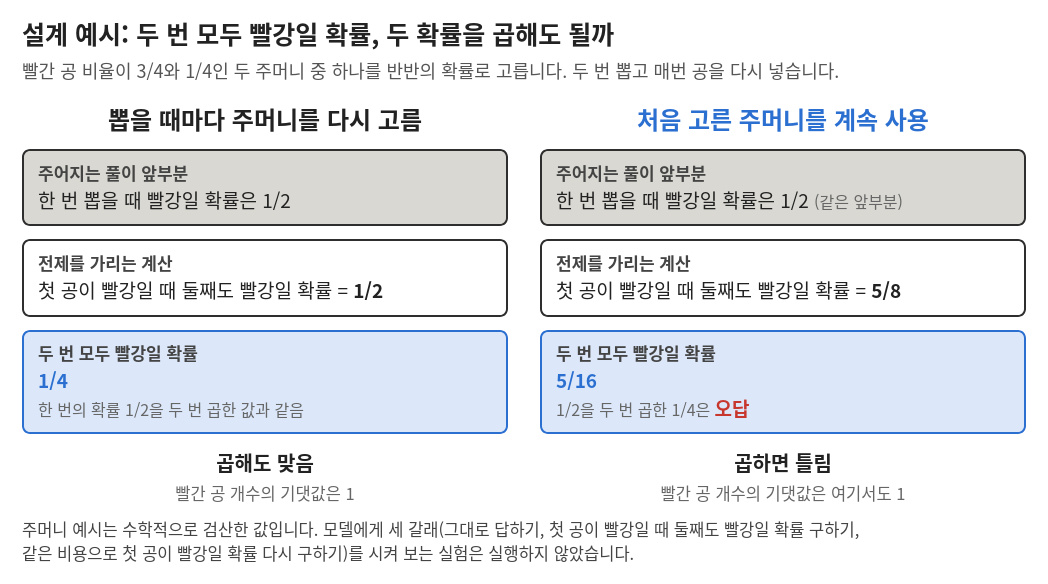 설계 예시: 두 번 모두 빨강일 확률, 두 확률을 곱해도 될까
빨간 공 비율이 3/4와 1/4인 두 주머니 중 하나를 반반의 확률로 고릅니다. 두 번 뽑고 매번 공을 다시 넣습니다.
뽑을 때마다 주머니를 다시 고름
주어지는 풀이 앞부분
한 번 뽑을 때 빨강일 확률은 1/2
전제를 가리는 계산
첫 공이 빨강일 때 둘째도 빨강일 확률 = 1/2
두 번 모두 빨강일 확률
1/4
한 번의 확률 1/2을 두 번 곱한 값과 같음
곱해도 맞음
빨간 공 개수의 기댓값은 1
처음 고른 주머니를 계속 사용
주어지는 풀이 앞부분
한 번 뽑을 때 빨강일 확률은 1/2 (같은 앞부분)
전제를 가리는 계산
첫 공이 빨강일 때 둘째도 빨강일 확률 = 5/8
두 번 모두 빨강일 확률
5/16
1/2을 두 번 곱한 1/4은 오답
곱하면 틀림
빨간 공 개수의 기댓값은 여기서도 1
주머니 예시는 수학적으로 검산한 값입니다. 모델에게 세 갈래(그대로 답하기, 첫 공이 빨강일 때 둘째도 빨강일 확률 구하기,
같은 비용으로 첫 공이 빨강일 확률 다시 구하기)를 시켜 보는 실험은 실행하지 않았습니다.